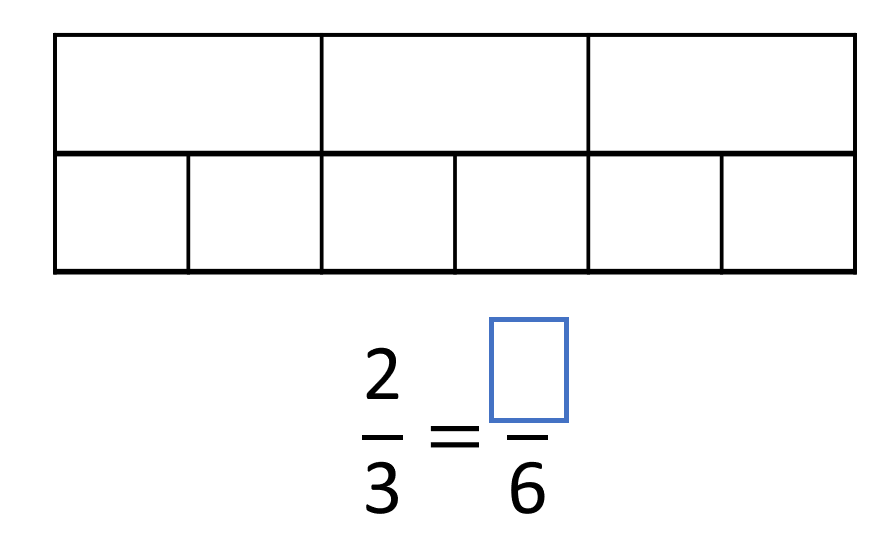 2/3 = □/6